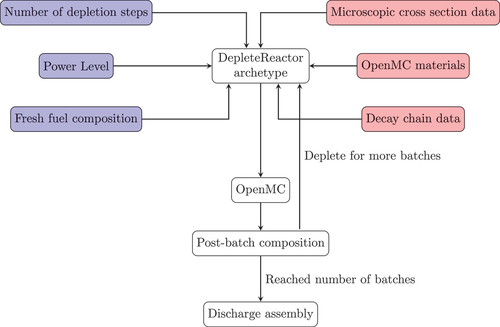 Number of depletion steps
Microscopic cross section data
Power Level
DepleteReactor
archetype
OpenMC materials
Fresh fuel composition
Decay chain data
Deplete for more batches
OpenMC
Post-batch composition
Reached number of batches
Discharge assembly